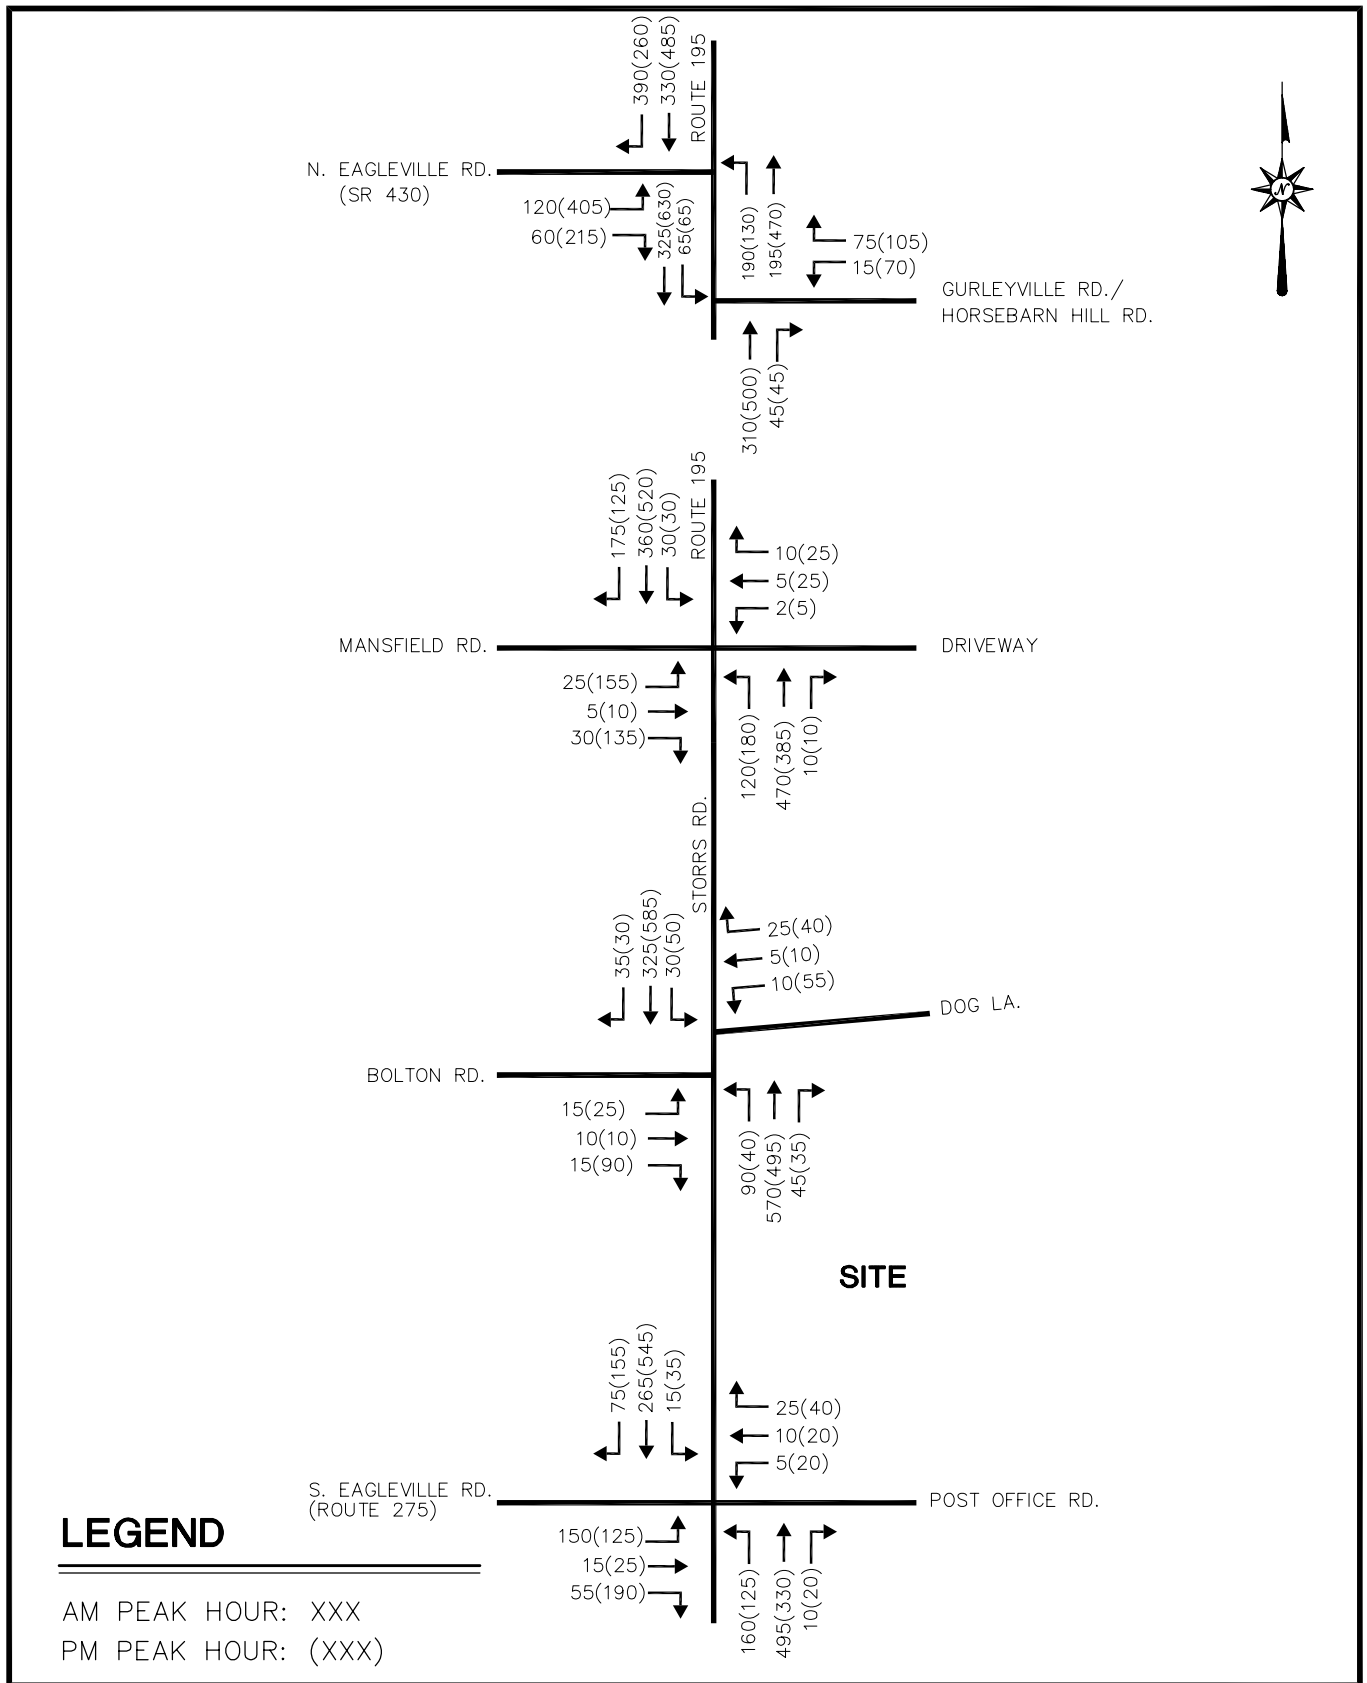 390(260)
330(485)
ROUTE 195
N. EAGLEVILLE RD.
(SR 430)
120(405)
60(215)
325(630)
65(65)
190(130)
195(470)
75(105)
15(70)
N
GURLEYVILLE RD./
HORSEBARN HILL RD.
310(500)
45(45)
175(125)
360(520)
30(30)
ROUTE 195
10(25)
5(25)
2(5)
MANSFIELD RD.
DRIVEWAY
25(155)
5(10)
30(135)
120(180)
470(385)
10(10)
STORRS RD.
35(30)
325(585)
30(50)
25(40)
5(10)
10(55)
DOG LA.
BOLTON RD.
15(25)
10(10)
15(90)
90(40)
570(495)
45(35)
SITE
75(155)
265(545)
15(35)
25(40)
10(20)
5(20)
S. EAGLEVILLE RD.
(ROUTE 275)
POST OFFICE RD.
150(125)
15(25)
55(190)
160(125)
495(330)
10(20)
LEGEND
AM PEAK HOUR: XXX
PM PEAK HOUR: (XXX)